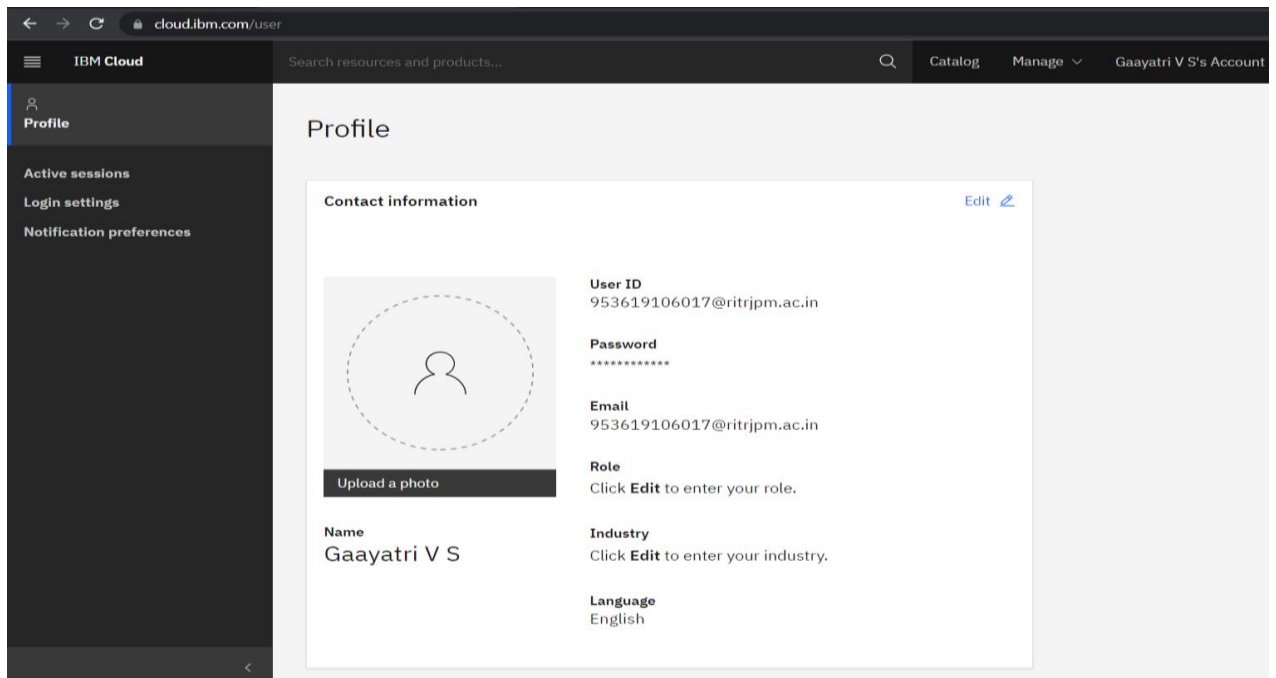 cloud.ibm.com/user
IBM Cloud
Search resources and products...
Catalog
Manage
Gaayatri V S's Account
Profile
Active sessions
Login settings
Notification preferences
Profile
Contact information
Edit
Upload a photo
Name
Gaayatri V S
User ID
953619106017@ritrjpm.ac.in
Password
************
Email
953619106017@ritrjpm.ac.in
Role
Click Edit to enter your role.
Industry
Click Edit to enter your industry.
Language
English